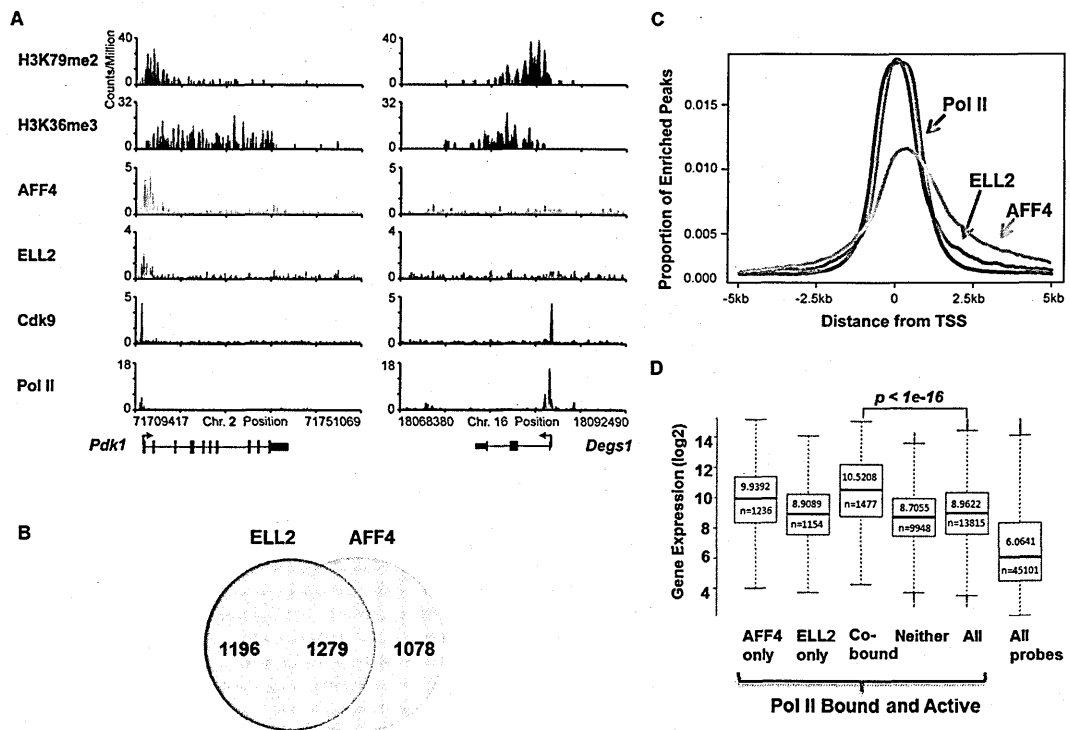 A
H3K79me2
Counts/Million
40
0
40
0
H3K36me3
32
0
32
0
AFF4
5
0
5
0
ELL2
4
0
4
0
Cdk9
5
0
5
0
Pol II
18
0
18
0
71709417 Chr. 2 Position 71751069
18068380 Chr. 16 Position 18092490
Pdk1
Degs1
B
ELL2 AFF4
1196 1279 1078
C
Proportion of Enriched Peaks
0.015
0.010
0.005
0.000
Pol II
ELL2
AFF4
-5kb -2.5kb 0 2.5kb 5kb
Distance from TSS
D
p < 1e-16
Gene Expression (log2)
14
12
10
8
6
4
9.9392
n=1236
8.9089
n=1154
10.5208
n=1477
8.7055
n=9948
8.9622
n=13815
6.0641
n=45101
AFF4 only
ELL2 only
Co-bound
Neither
All
All probes
Pol II Bound and Active